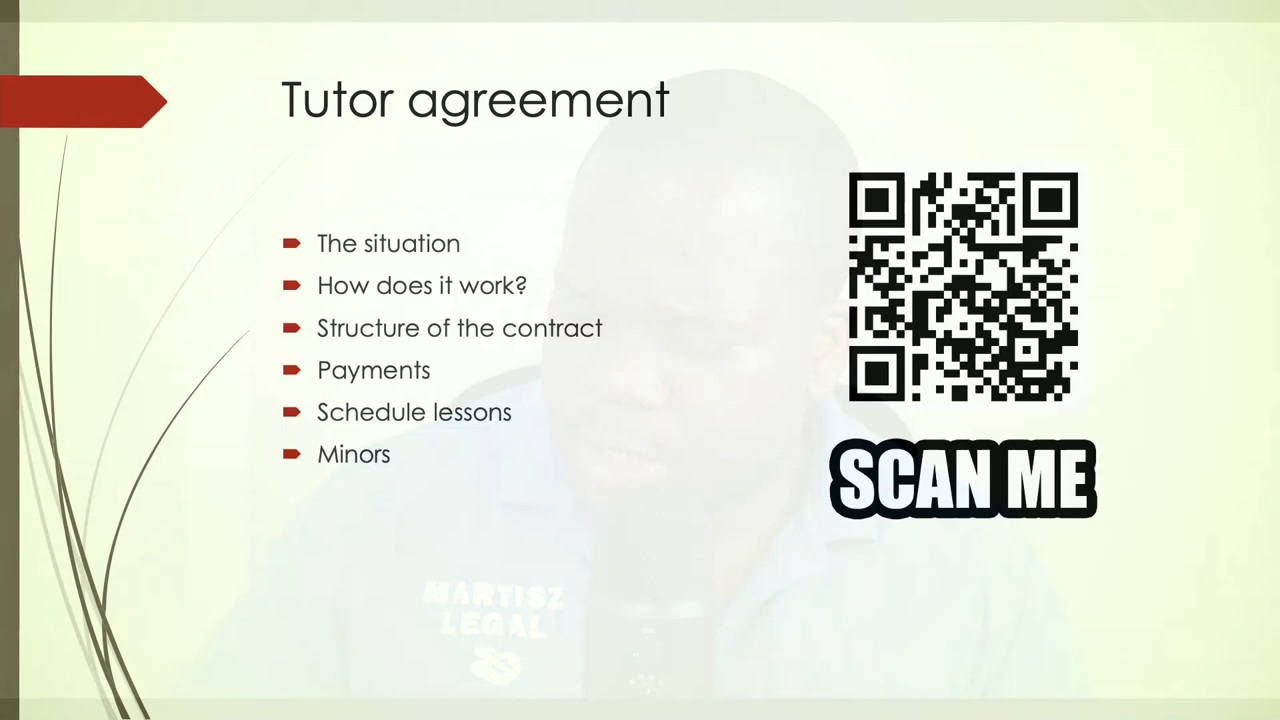 Tutor agreement
The situation
How does it work?
Structure of the contract
Payments
Schedule lessons
Minors
SCAN ME
MARTISZ
LEGAL